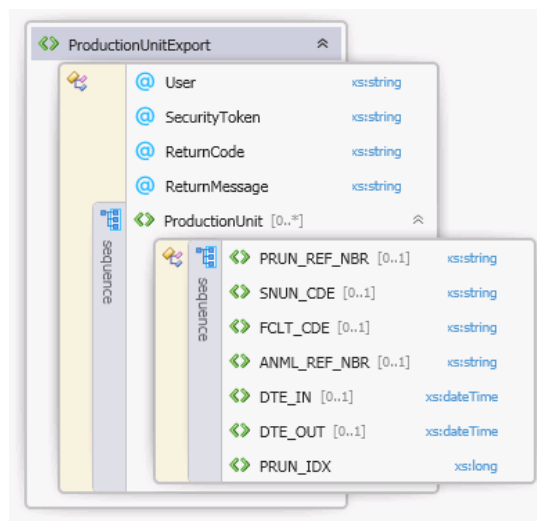 ProductionUnitExport
@ User xs:string
@ SecurityToken xs:string
@ ReturnCode xs:string
@ ReturnMessage xs:string
ProductionUnit [0..*]
sequence
sequence
PRUN_REF_NBR [0..1] xs:string
SNUN_CDE [0..1] xs:string
FCLT_CDE [0..1] xs:string
ANML_REF_NBR [0..1] xs:string
DTE_IN [0..1] xs:dateTime
DTE_OUT [0..1] xs:dateTime
PRUN_IDX xs:long